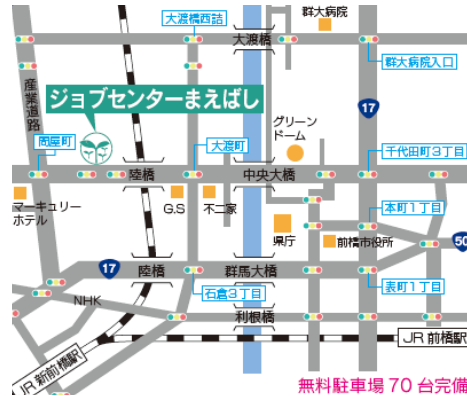 群大病院
大渡橋西詰
大渡橋
群大病院入口
産業道路
17
ジョブセンターまえばし
グリーン
ドーム
問屋町
大渡町
千代田町3丁目
陸橋
中央大橋
マーキュリー
ホテル
G.S
不二家
県庁
前橋市役所
本町1丁目
50
17
陸橋
群馬大橋
NHK
石倉3丁目
表町1丁目
利根橋
JR 新前橋駅
JR 前橋駅
無料駐車場70台完備